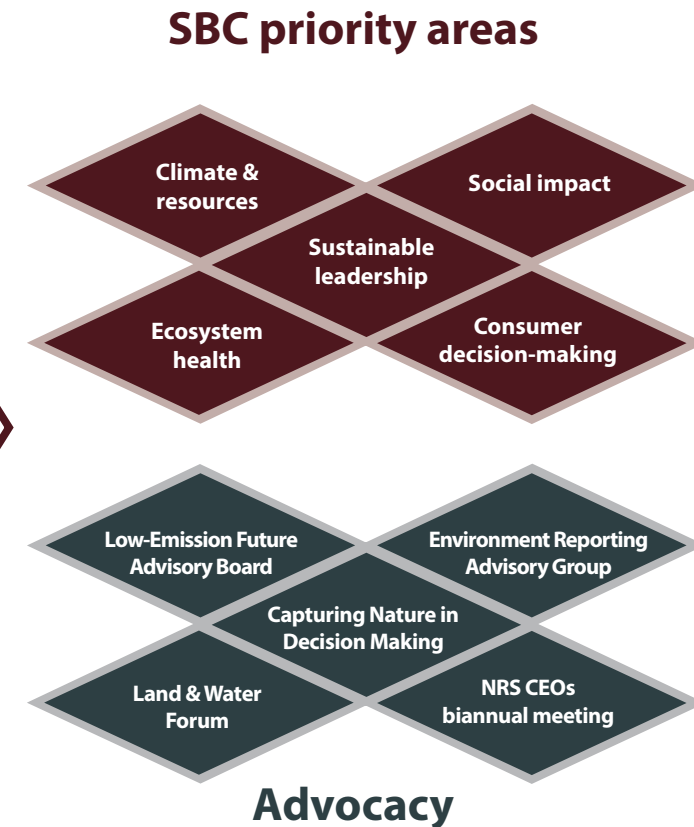 SBC priority areas
Climate &
resources
Social impact
Sustainable
leadership
Ecosystem
health
Consumer
decision-making
Low-Emission Future
Advisory Board
Environment Reporting
Advisory Group
Capturing Nature in
Decision Making
Land & Water
Forum
NRS CEOs
biannual meeting
Advocacy